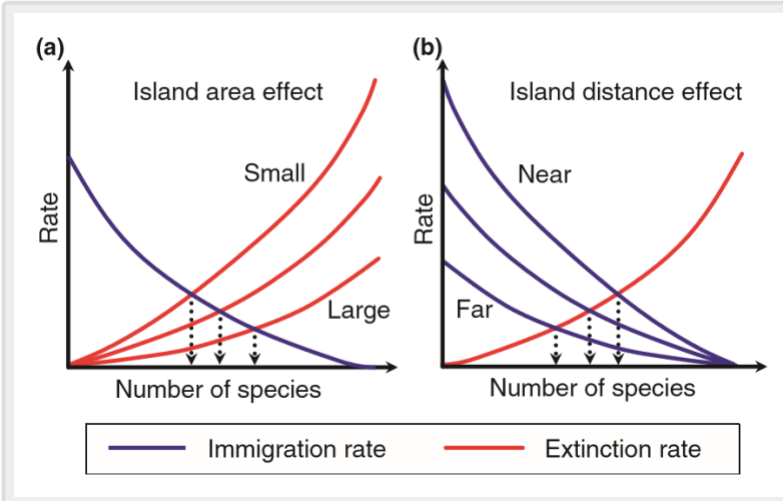 (a)
Island area effect
Small
Large
Rate
Number of species
(b)
Island distance effect
Near
Far
Rate
Number of species
Immigration rate
Extinction rate